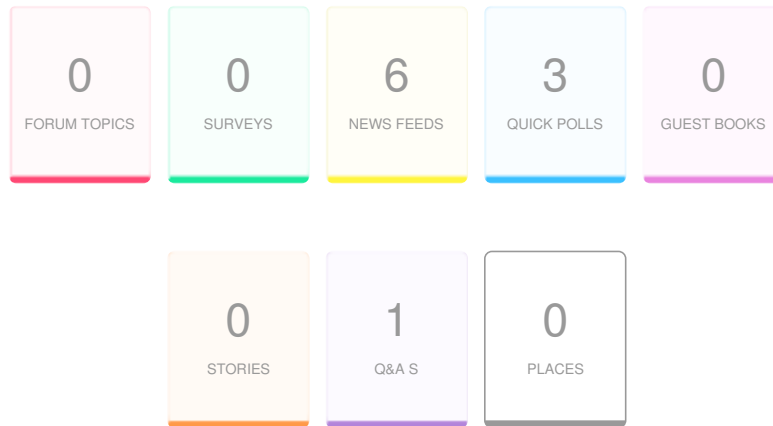 0
FORUM TOPICS
0
SURVEYS
6
NEWS FEEDS
3
QUICK POLLS
0
GUEST BOOKS
0
STORIES
1
Q&A S
0
PLACES